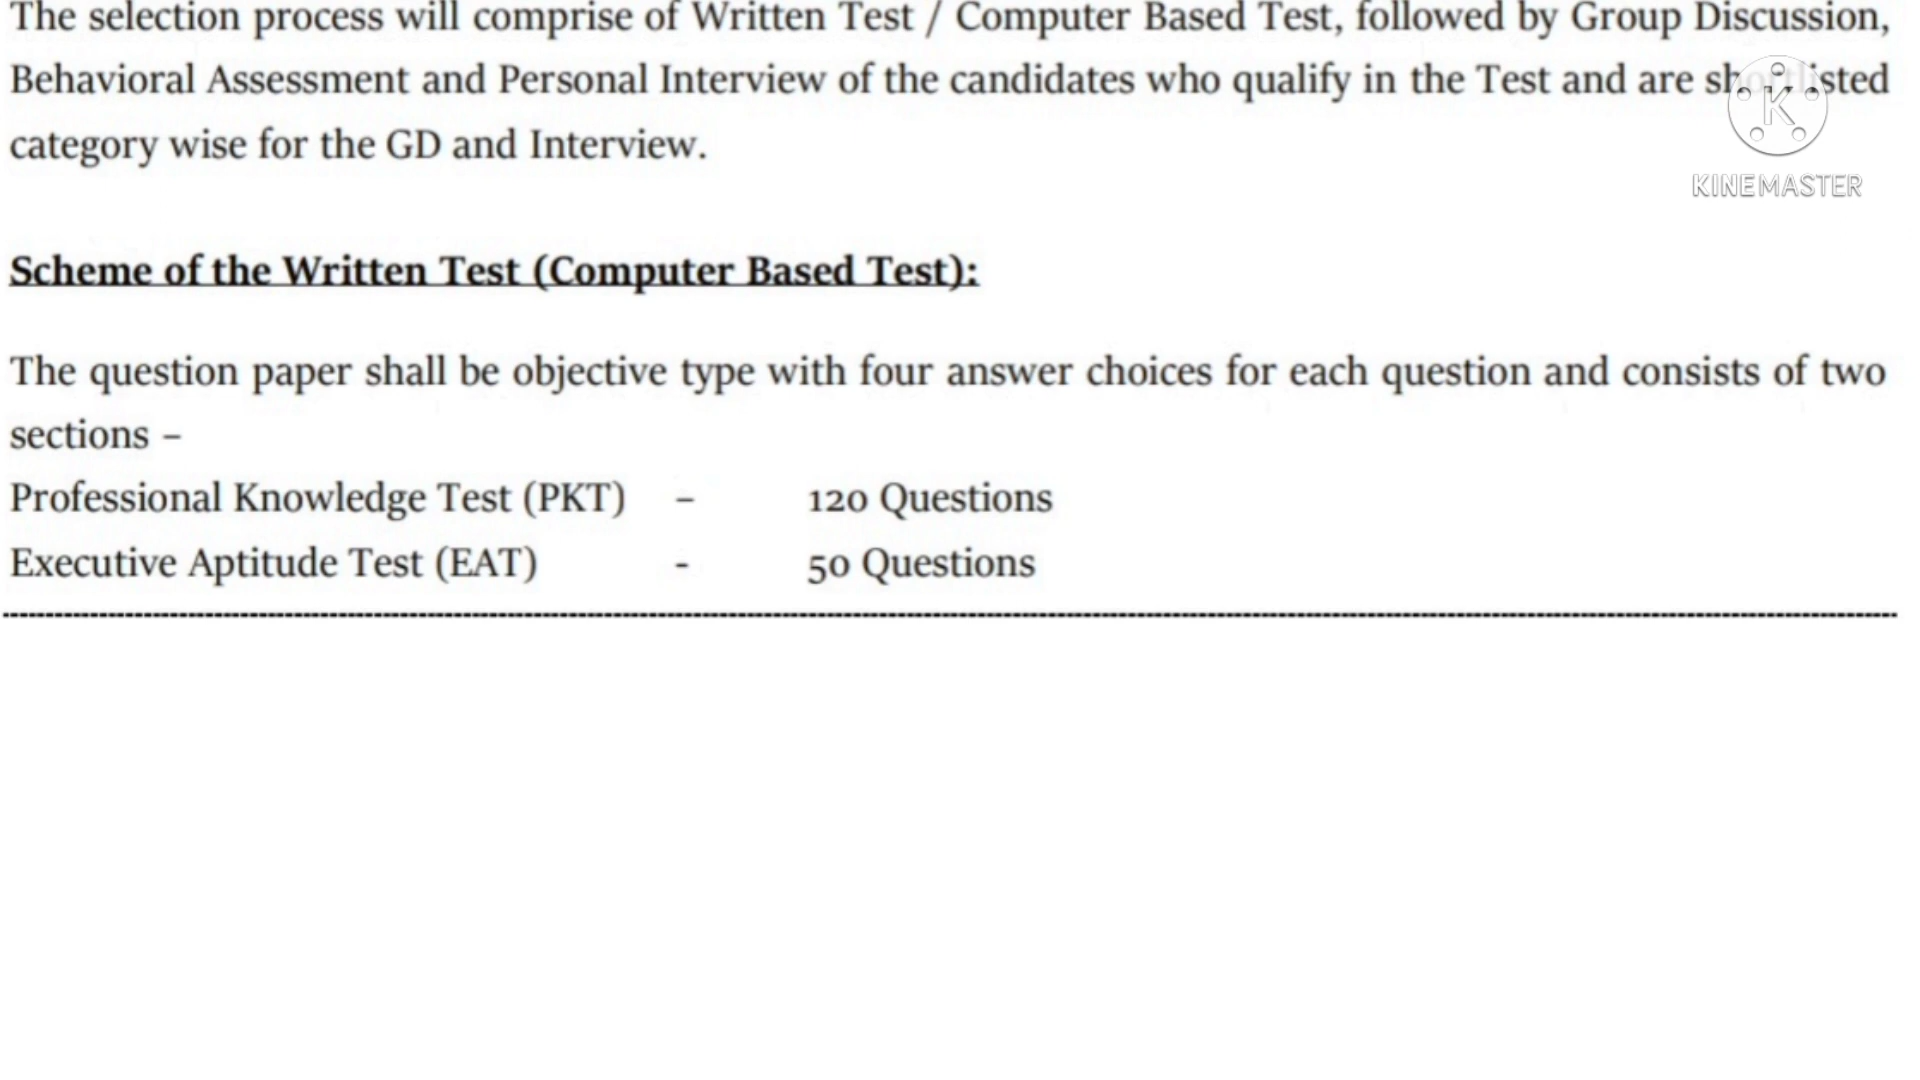 The selection process will comprise of Written Test / Computer Based Test, followed by Group Discussion,
Behavioral Assessment and Personal Interview of the candidates who qualify in the Test and are shortlisted
category wise for the GD and Interview.
K
KINEMASTER
Scheme of the Written Test (Computer Based Test):
The question paper shall be objective type with four answer choices for each question and consists of two
sections –
Professional Knowledge Test (PKT) – 120 Questions
Executive Aptitude Test (EAT) - 50 Questions